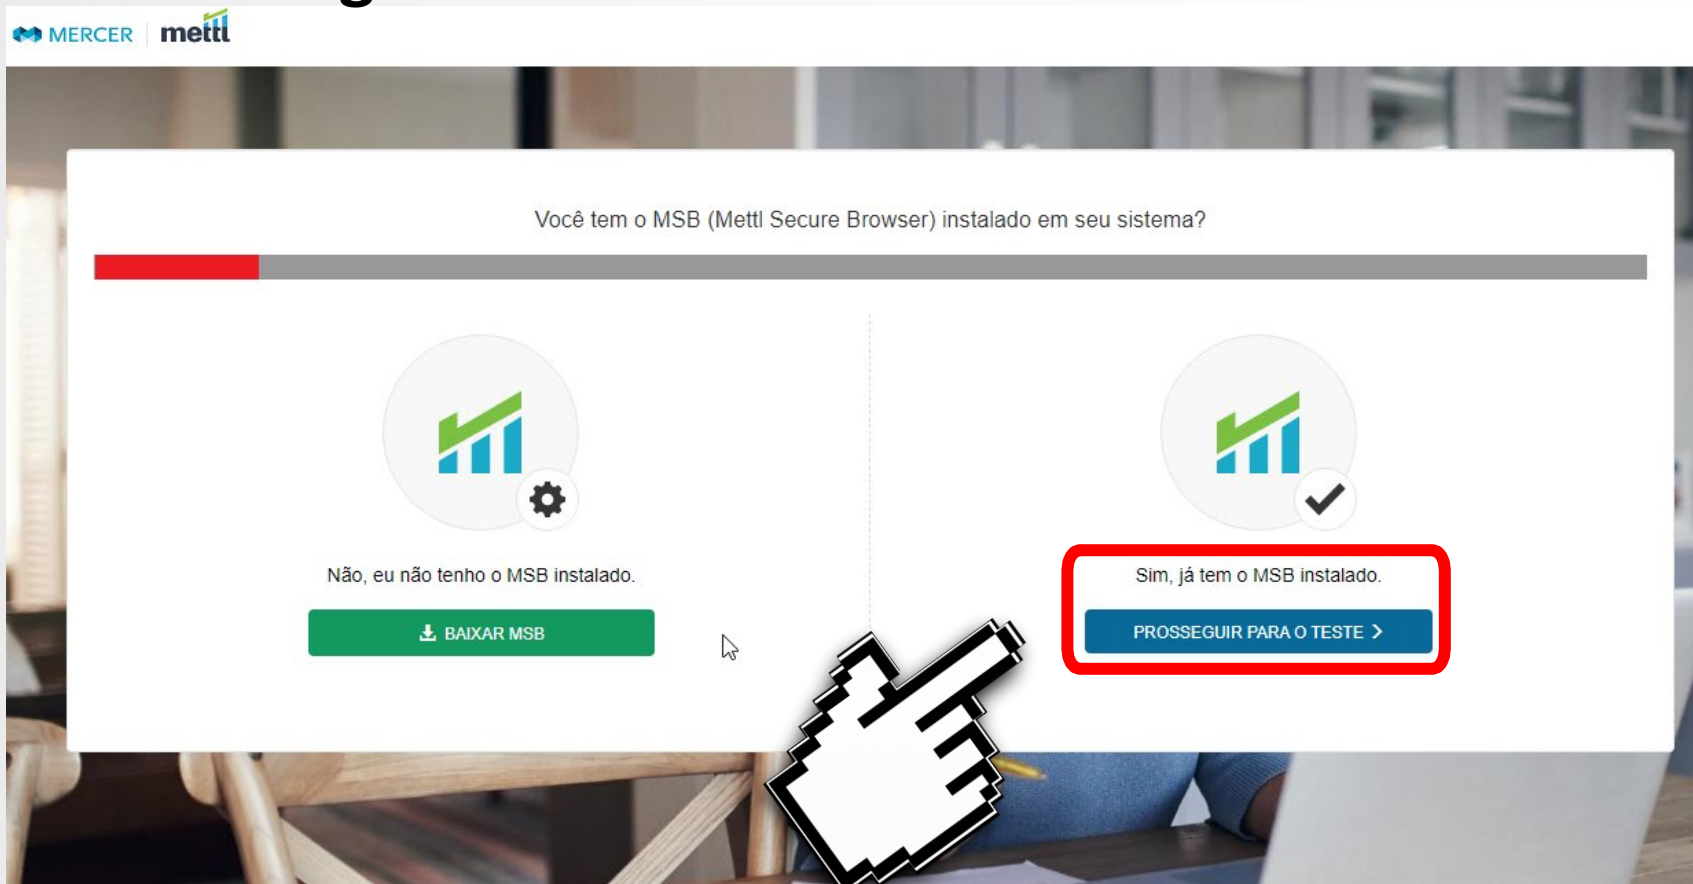 MERCER mettl
Você tem o MSB (Mettl Secure Browser) instalado em seu sistema?
Não, eu não tenho o MSB instalado.
BAIXAR MSB
Sim, já tem o MSB instalado.
PROSSEGUIR PARA O TESTE